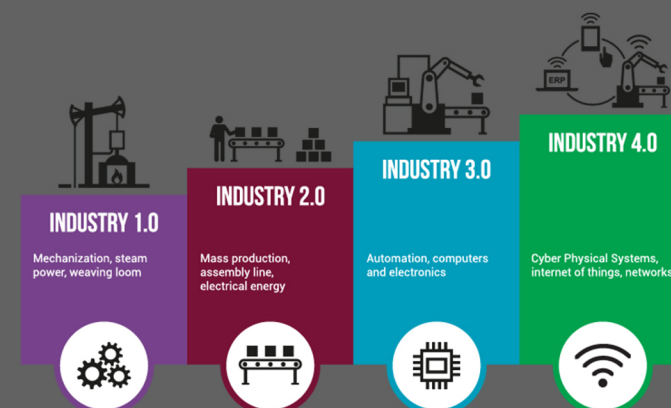 ERP
INDUSTRY 1.0
Mechanization, steam
power, weaving loom
INDUSTRY 2.0
Mass production,
assembly line,
electrical energy
INDUSTRY 3.0
Automation, computers
and electronics
INDUSTRY 4.0
Cyber Physical Systems,
internet of things, networks